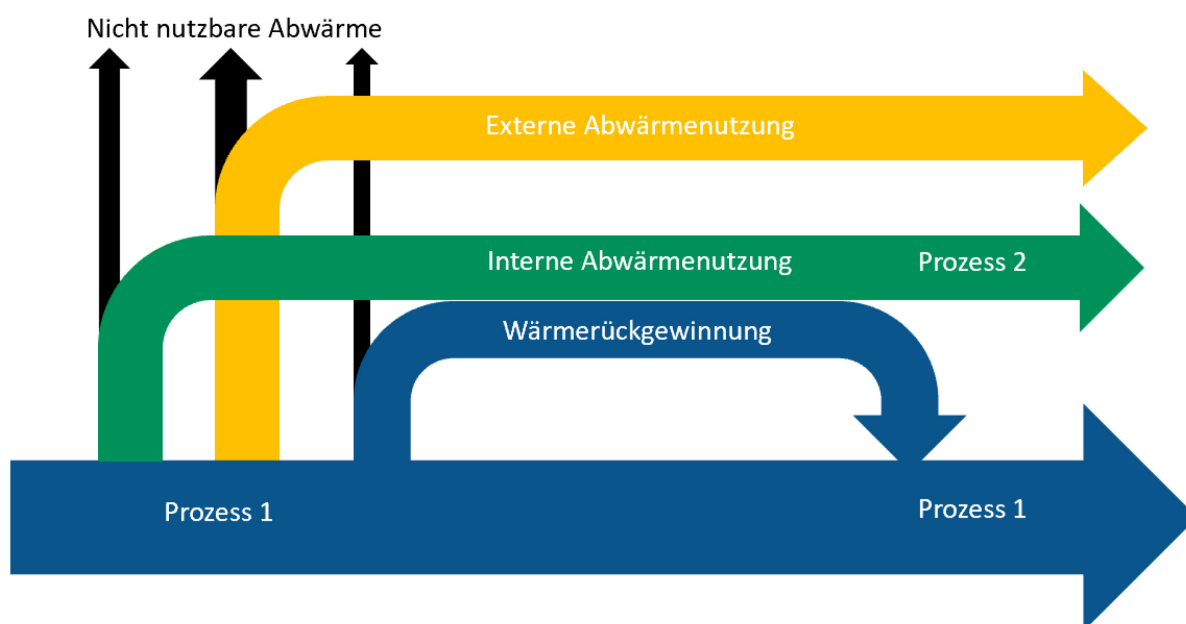 Nicht nutzbare Abwärme
Externe Abwärmenutzung
Interne Abwärmenutzung
Prozess 2
Wärmerückgewinnung
Prozess 1
Prozess 1